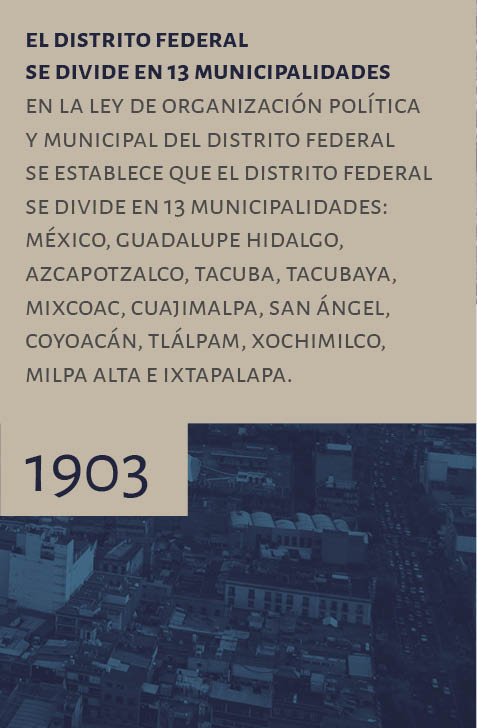 EL DISTRITO FEDERAL
SE DIVIDE EN 13 MUNICIPALIDADES
EN LA LEY DE ORGANIZACIÓN POLÍTICA
Y MUNICIPAL DEL DISTRITO FEDERAL
SE ESTABLECE QUE EL DISTRITO FEDERAL
SE DIVIDE EN 13 MUNICIPALIDADES:
MÉXICO, GUADALUPE HIDALGO,
AZCAPOTZALCO, TACUBA, TACUBAYA,
MIXCOAC, CUAJIMALPA, SAN ÁNGEL,
COYOACÁN, TLÁLPAM, XOCHIMILCO,
MILPA ALTA E IXTAPALAPA.
1903